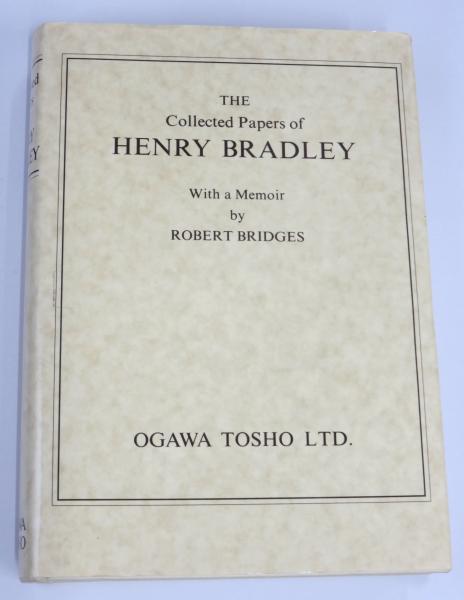 THE
Collected Papers of
HENRY BRADLEY
With a Memoir
by
ROBERT BRIDGES
OGAWA TOSHO LTD.